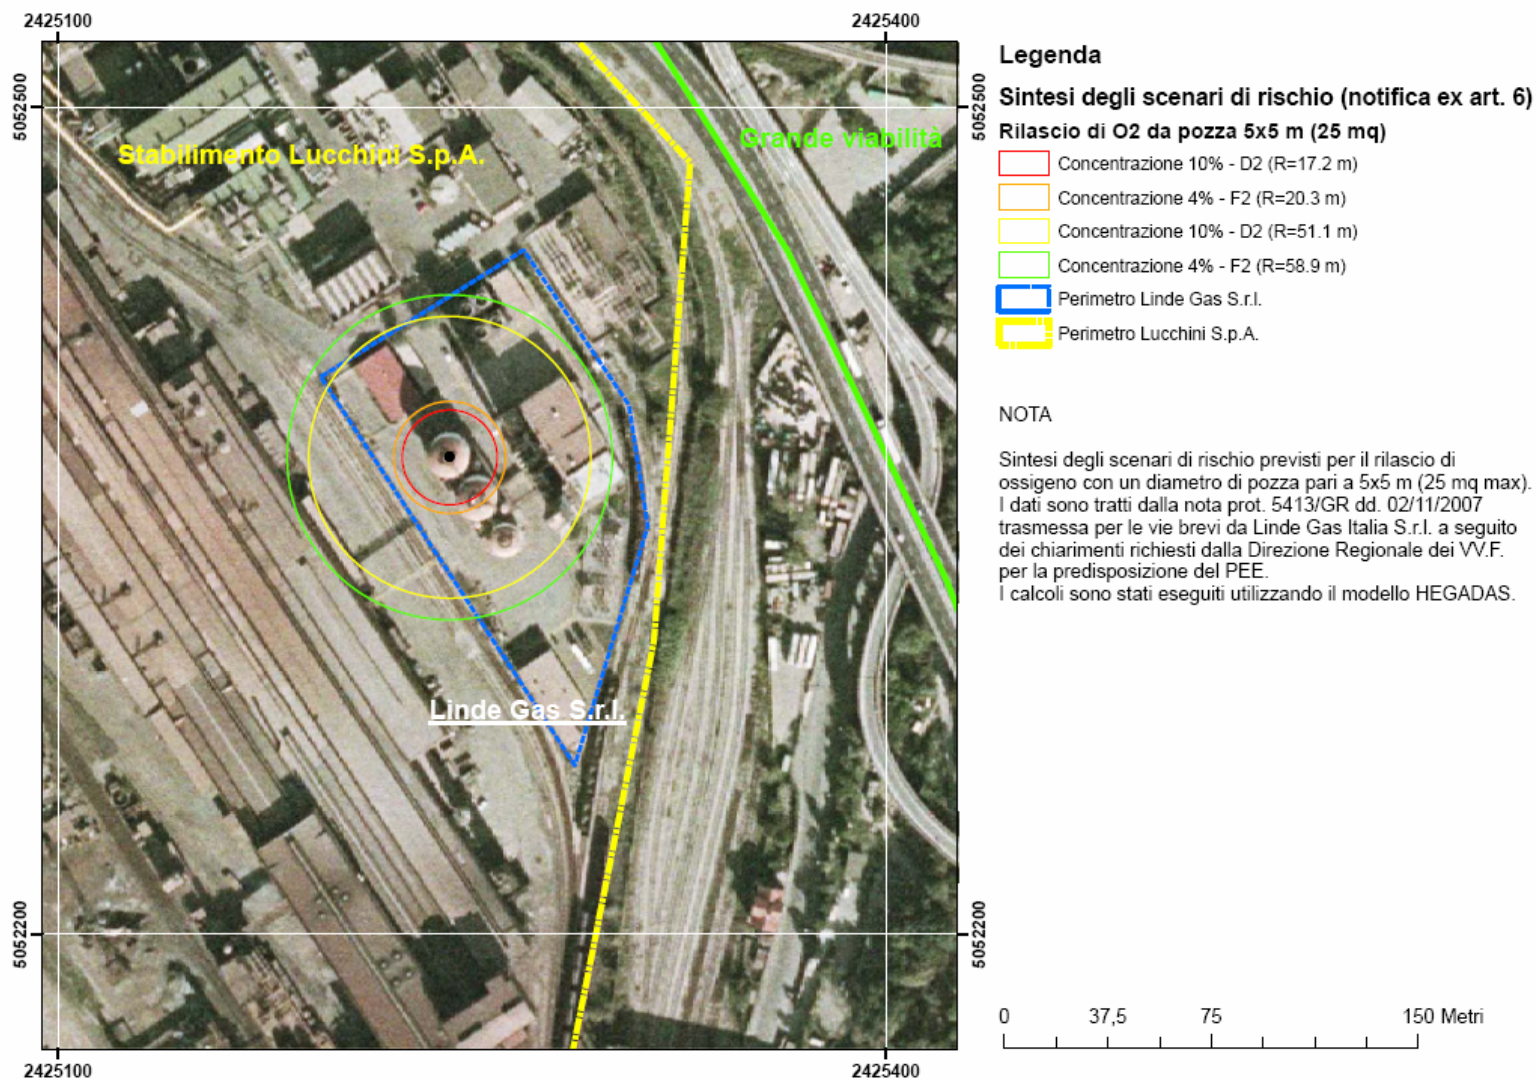 2425100
2425400
5052500
5052500
Stabilimento Lucchini S.p.A.
Grande viabilità
Linde Gas S.r.l.
5052200
5052200
2425100
2425400
Legenda
Sintesi degli scenari di rischio (notifica ex art. 6)
Rilascio di O2 da pozza 5x5 m (25 mq)
Concentrazione 10% - D2 (R=17.2 m)
Concentrazione 4% - F2 (R=20.3 m)
Concentrazione 10% - D2 (R=51.1 m)
Concentrazione 4% - F2 (R=58.9 m)
Perimetro Linde Gas S.r.l.
Perimetro Lucchini S.p.A.
NOTA
Sintesi degli scenari di rischio previsti per il rilascio di
ossigeno con un diametro di pozza pari a 5x5 m (25 mq max).
I dati sono tratti dalla nota prot. 5413/GR dd. 02/11/2007
trasmessa per le vie brevi da Linde Gas Italia S.r.l. a seguito
dei chiarimenti richiesti dalla Direzione Regionale dei VV.F.
per la predisposizione del PEE.
I calcoli sono stati eseguiti utilizzando il modello HEGADAS.
0 37,5 75 150 Metri